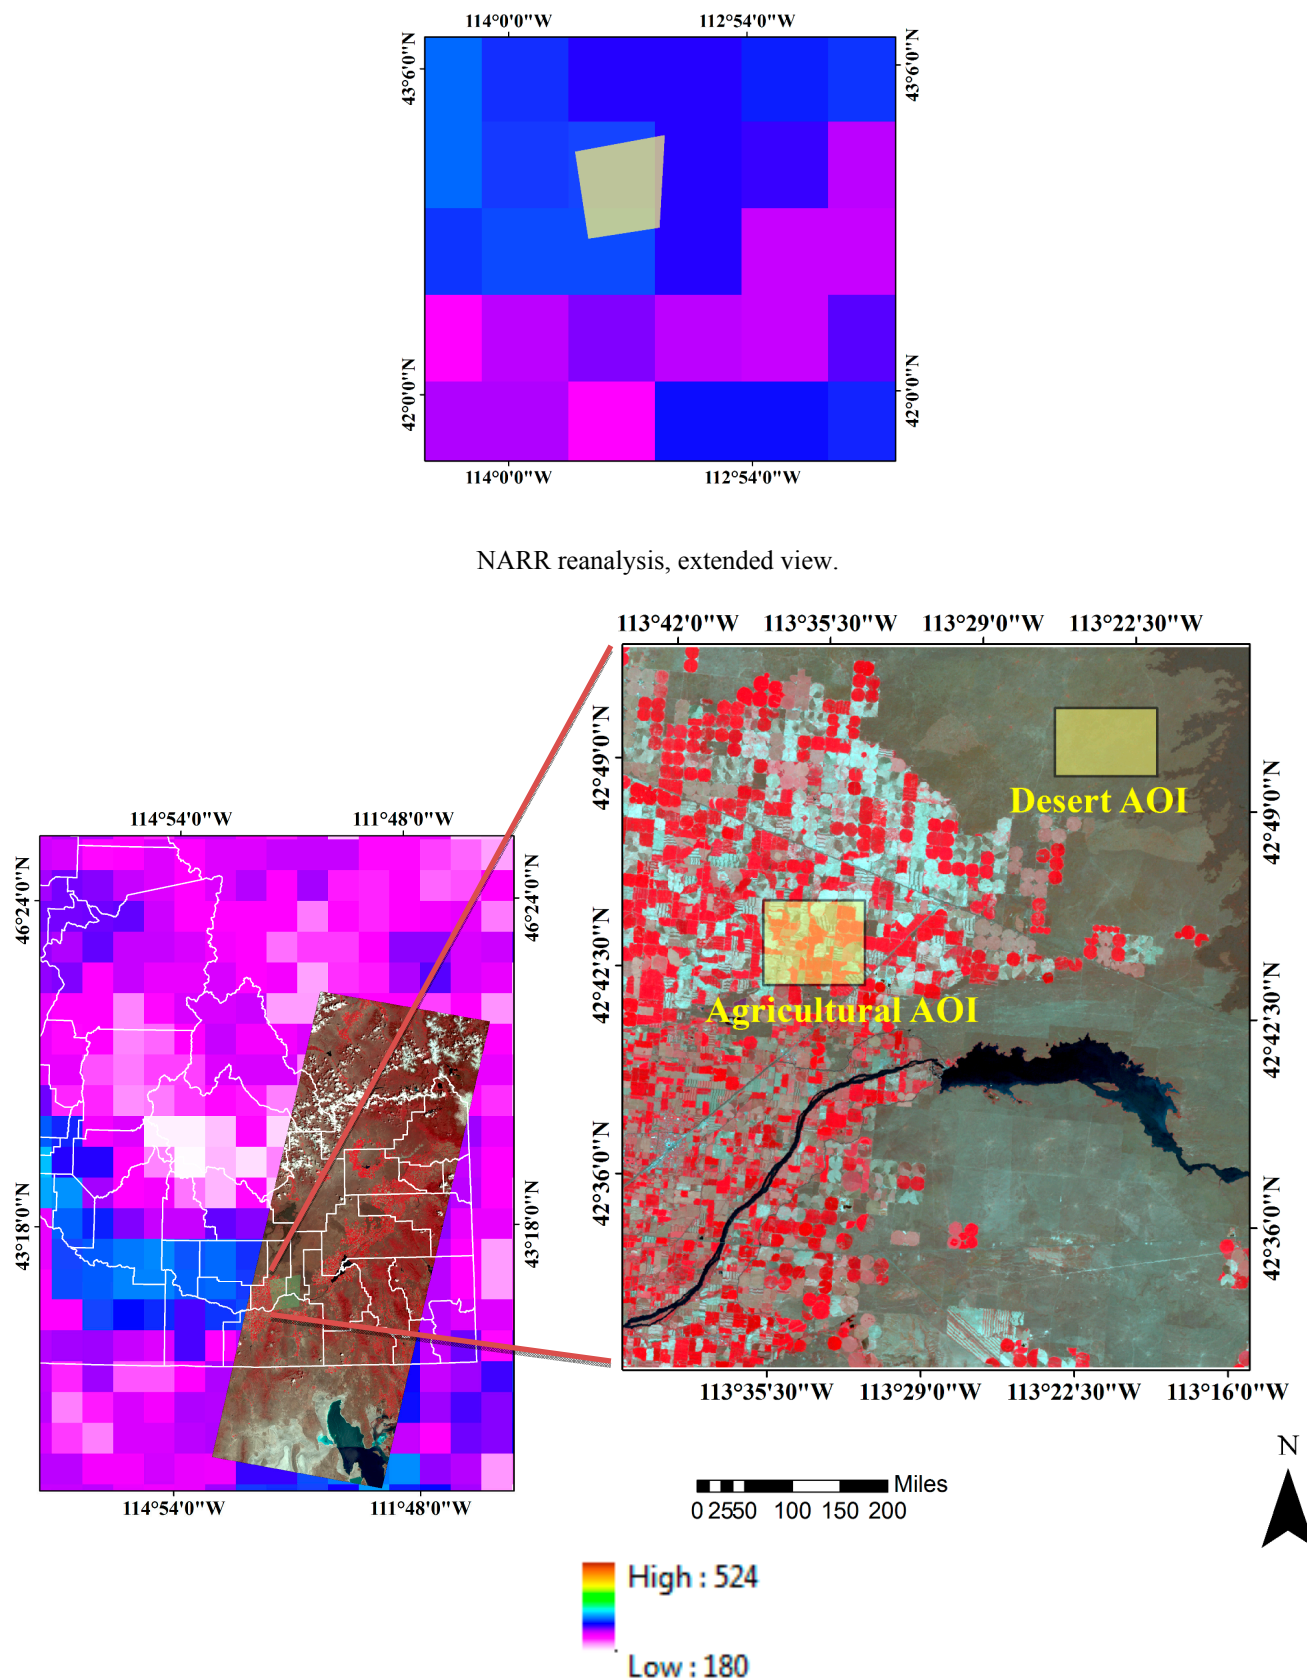 114°0'0"W 112°54'0"W
43°6'0"N 43°6'0"N
42°0'0"N 42°0'0"N
114°0'0"W 112°54'0"W
NARR reanalysis, extended view.
113°42'0"W 113°35'30"W 113°29'0"W 113°22'30"W
42°49'0"N 42°49'0"N
Desert AOI
114°54'0"W 111°48'0"W
46°24'0"N 46°24'0"N
42°42'30"N 42°42'30"N
Agricultural AOI
42°36'0"N 42°36'0"N
43°18'0"N 43°18'0"N
113°35'30"W 113°29'0"W 113°22'30"W 113°16'0"W
114°54'0"W 111°48'0"W
N
Miles
0 25 50 100 150 200
High : 524
Low : 180